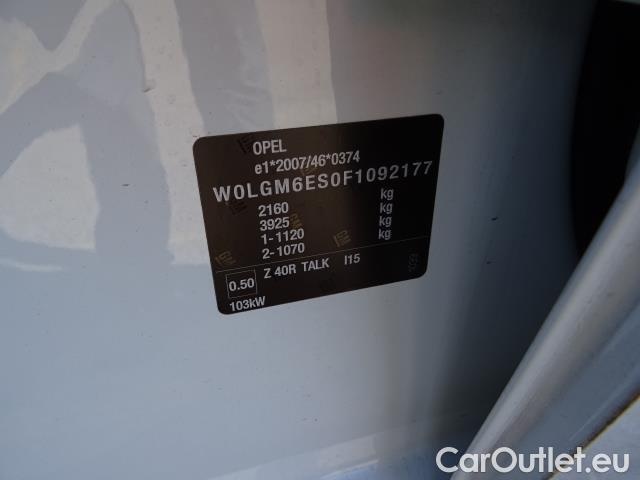 OPEL
e1*2007/46*0374
W0LGM6ES0F1092177
2160 kg
3925 kg
1-1120 kg
2-1070
0.50 Z 40R TALK I15
103kW
CarOutlet.eu